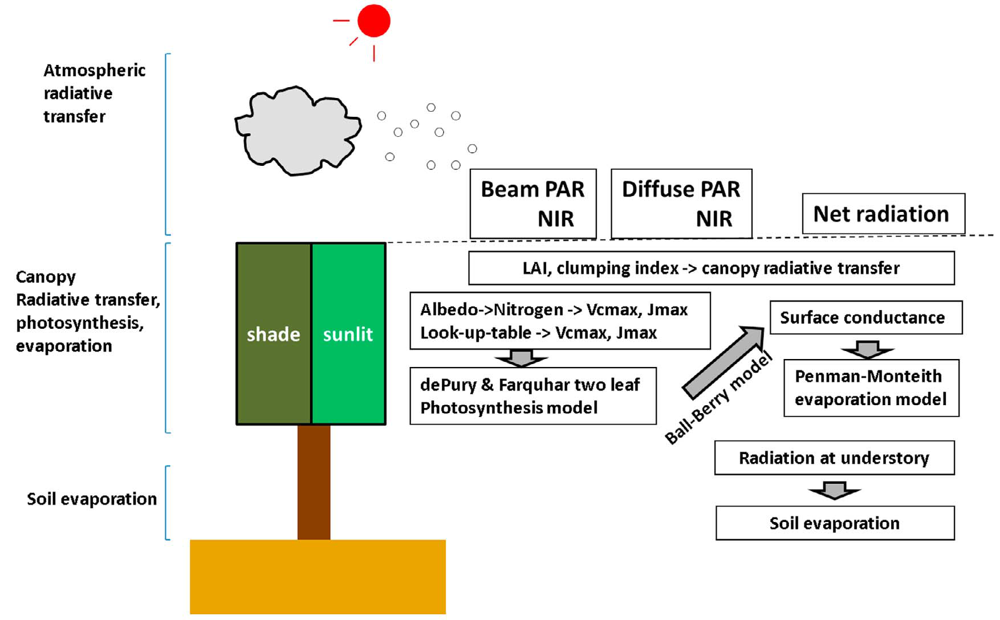 Atmospheric
radiative
transfer
Beam PAR
NIR
Diffuse PAR
NIR
Net radiation
Canopy
Radiative transfer,
photosynthesis,
evaporation
shade
sunlit
LAI, clumping index -> canopy radiative transfer
Albedo->Nitrogen -> Vcmax, Jmax
Look-up-table -> Vcmax, Jmax
dePury & Farquhar two leaf
Photosynthesis model
Ball-Berry model
Surface conductance
Penman-Monteith
evaporation model
Radiation at understory
Soil evaporation
Soil evaporation